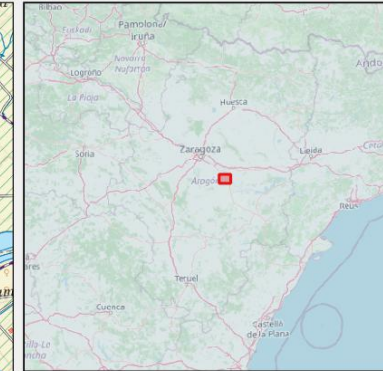 Bilbao
Pamplona/
Iruña
Euskadi
Navarra
Nafarroa
Logroño
La Rioja
Huesca
Soria
Zaragoza
Lleida
Aragón
Reus
Teruel
Cuenca
Castelló
de la Plana